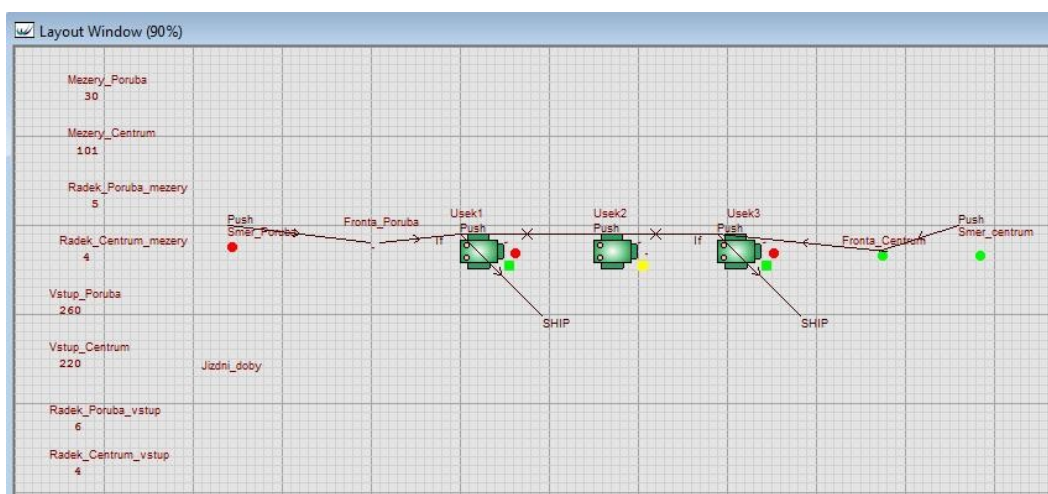 Layout Window (90%)
Mezery_Poruba
30
Mezery_Centrum
101
Radek_Poruba_mezery
5
Radek_Centrum_mezery
4
Vstup_Poruba
260
Vstup_Centrum
220
Radek_Poruba_vstup
6
Radek_Centrum_vstup
4
Jizdni_doby
Push
Smer_Poruba
Fronta_Poruba
If
Usek1
Push
SHIP
Usek2
Push
If
Usek3
Push
SHIP
Fronta_Centrum
Push
Smer_centrum